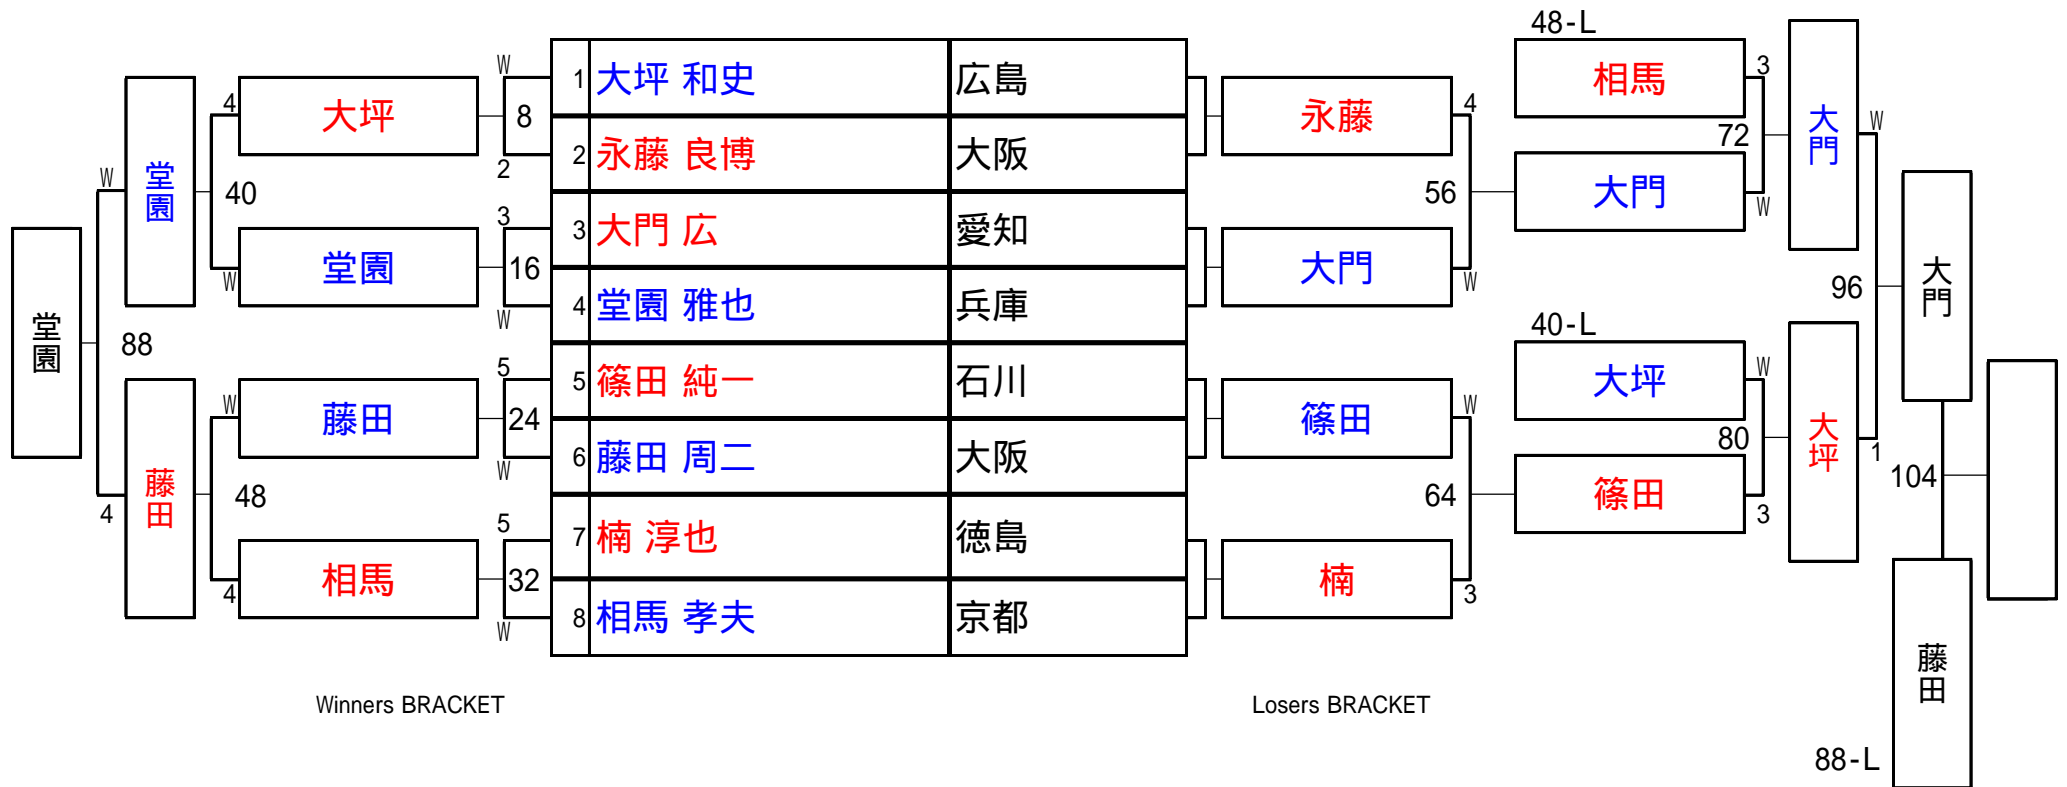 48-L
W 1 大坪 和史 広島 相馬 3
4 大坪 8 永藤 4 大門 W
2 2 永藤 良博 大阪 72
W 堂園 40 56 大門 W
3 3 大門 広 愛知
堂園 16 大門 大門
W W 4 堂園 雅也 兵庫 W 96
堂園 88 W 40-L
5 5 篠田 純一 石川 大坪 W
W 藤田 24 篠田 W 大坪 1
6 藤田 周二 大阪 80
4 藤田 48 W 64 篠田 3 104
5 7 楠 淳也 徳島
4 相馬 32 楠 3
W 8 相馬 孝夫 京都 藤田
Winners BRACKET Losers BRACKET
88-L